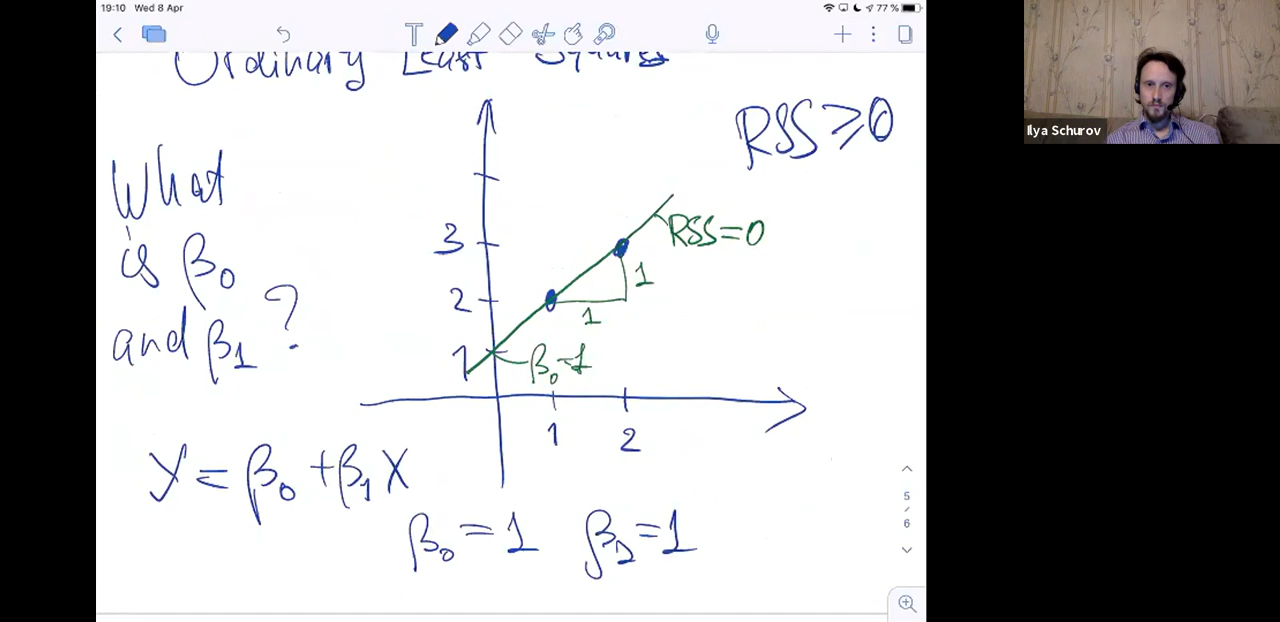 19:10 Wed 8 Apr
77 %
Ordinary Least Squares
RSS ≥ 0
What
is β₀
and β₁ ?
3
2
1
RSS=0
1
1
β₀=1
1
2
Y = β₀ + β₁ X
β₀ = 1 β₁ = 1
5
/
6
T
Ilya Schurov